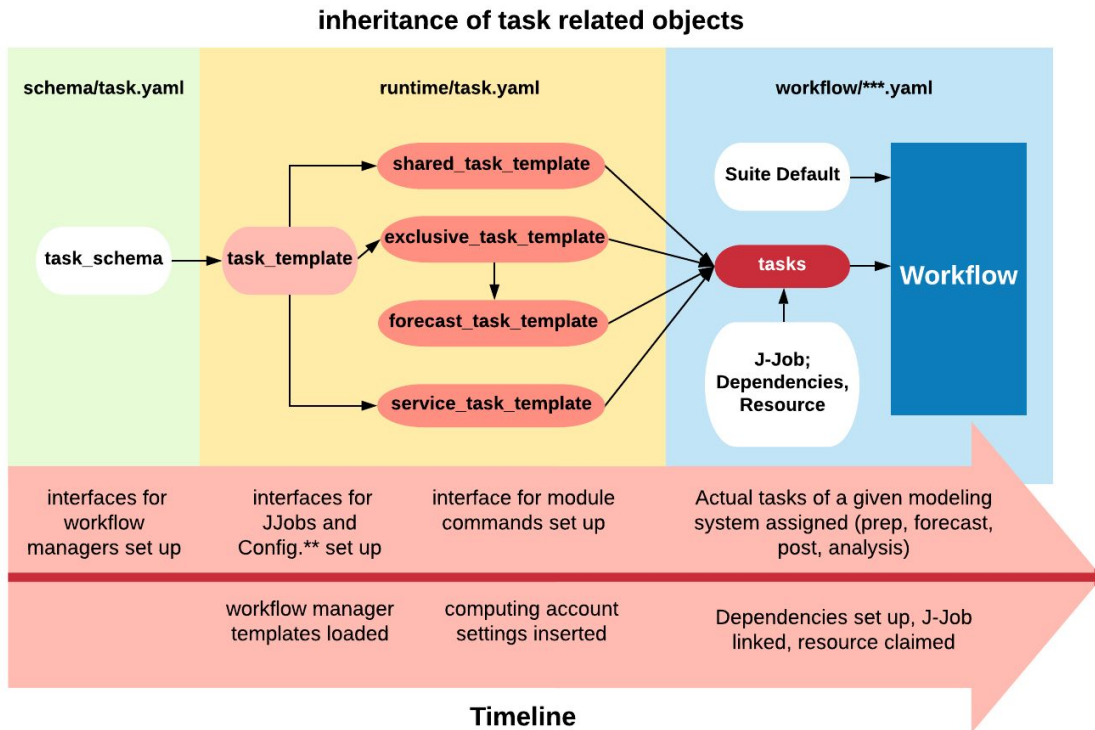 inheritance of task related objects
schema/task.yaml
runtime/task.yaml
workflow/***.yaml
shared_task_template
Suite Default
task_schema
task_template
exclusive_task_template
tasks
Workflow
forecast_task_template
J-Job;
Dependencies,
Resource
service_task_template
interfaces for
workflow
managers set up
interfaces for
JJobs and
Config.** set up
interface for module
commands set up
Actual tasks of a given modeling
system assigned (prep, forecast,
post, analysis)
workflow manager
templates loaded
computing account
settings inserted
Dependencies set up, J-Job
linked, resource claimed
Timeline